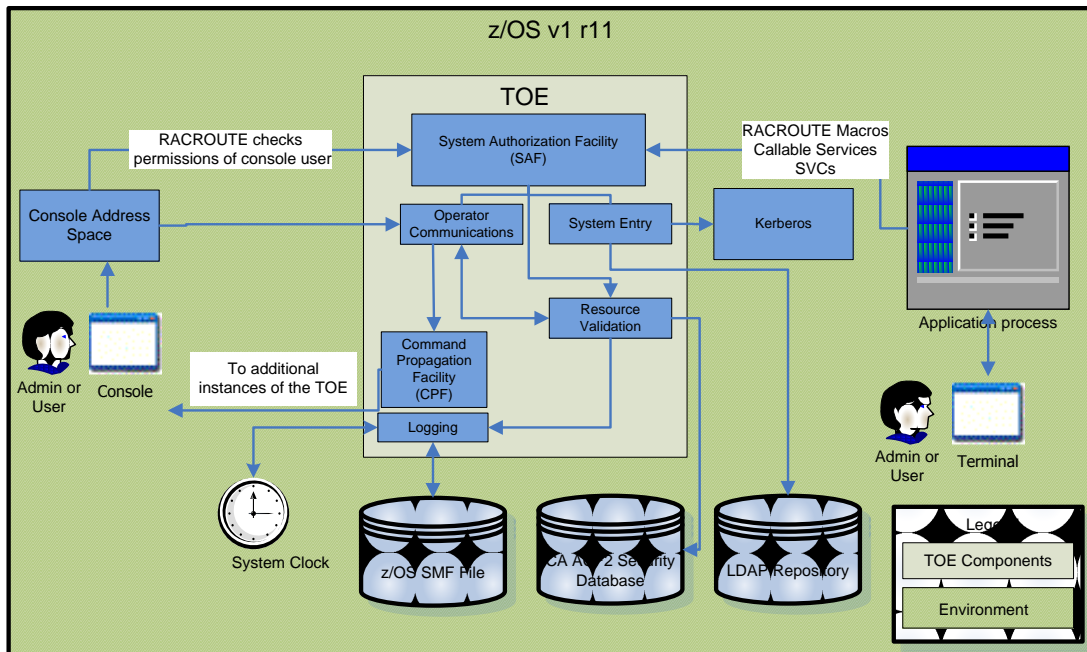 z/OS v1 r11
TOE
RACROUTE checks
permissions of console user
System Authorization Facility
(SAF)
RACROUTE Macros
Callable Services
SVCs
Console Address
Space
Operator
Communications
System Entry
Kerberos
Resource
Validation
Application process
Command
Propagation
Facility
(CPF)
To additional
instances of the TOE
Admin or
User
Console
Logging
Admin or
User
Terminal
System Clock
z/OS SMF File
CA 2 Security
Database
LDAP Repository
TOE Components
Environment